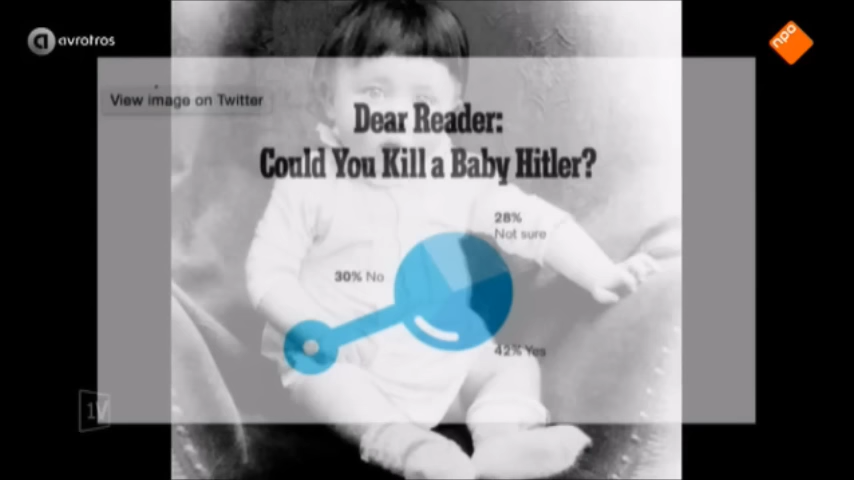 avrotros
npo
View image on Twitter
Dear Reader:
Could You Kill a Baby Hitler?
28%
Not sure
30% No
42% Yes
1V